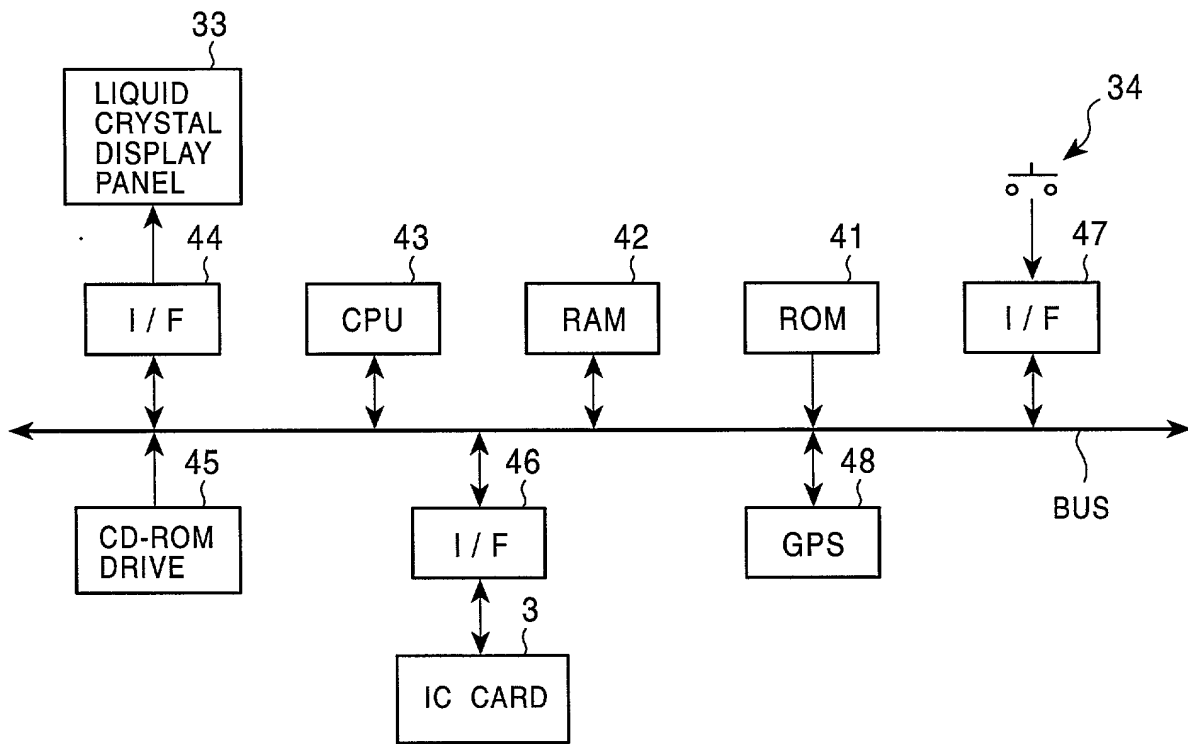 33
LIQUID
CRYSTAL
DISPLAY
PANEL
34
44
43
42
41
47
I / F
CPU
RAM
ROM
I / F
45
46
48
BUS
CD-ROM
DRIVE
I / F
GPS
3
IC CARD